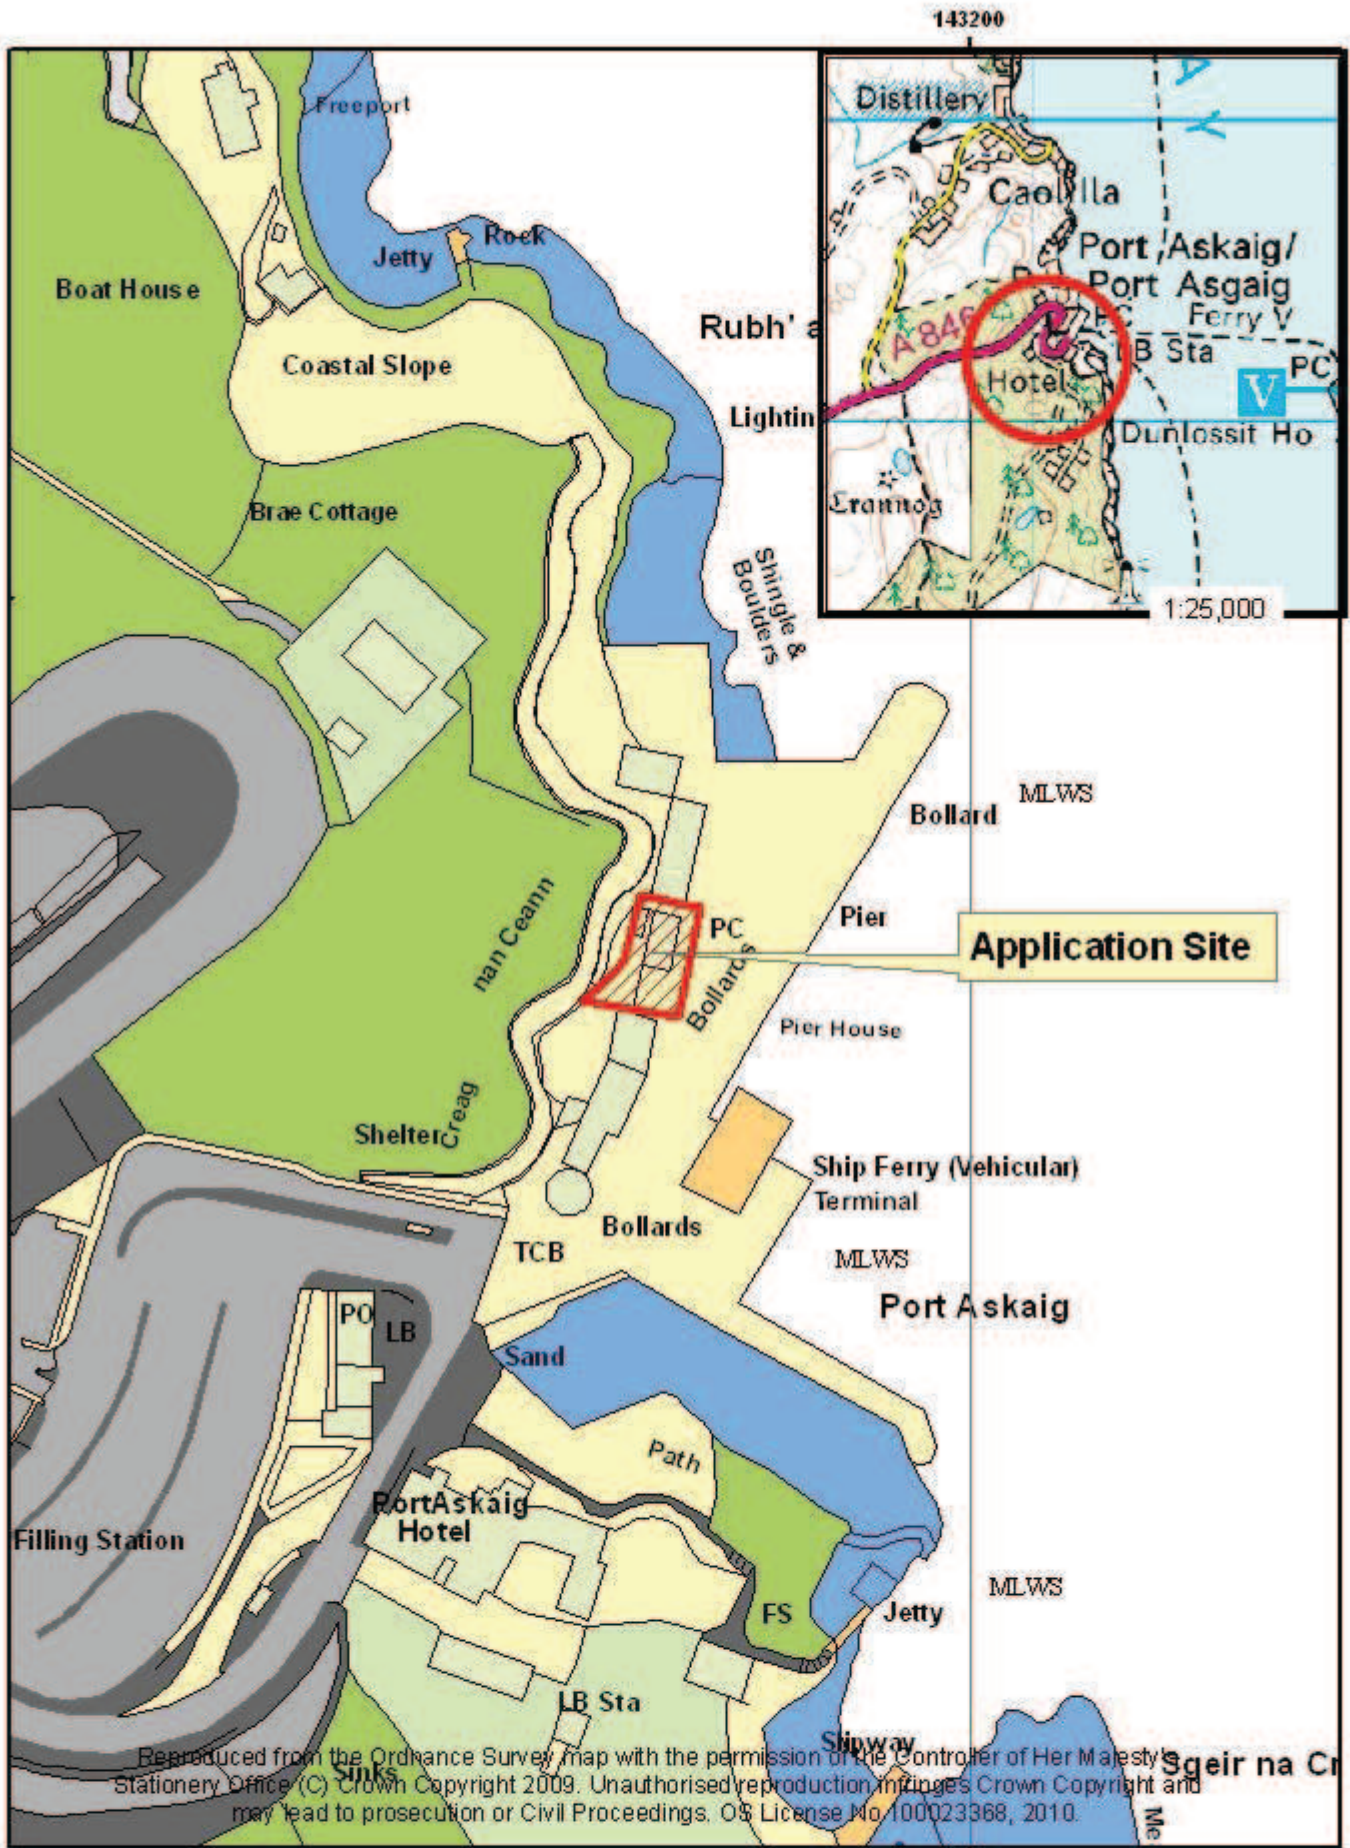 143200
Freeport
Distillery
A
Y
Caol Ila
Rock
Jetty
Port Askaig/
Port Asgaig
Boat House
Ferry V
Rubh' a
A 846
LB Sta
PC
Coastal Slope
Hotel
V
Lightin
Dunlossit Ho
Crannog
Brae Cottage
Shingle &
Boulders
1:25,000
MLWS
Bollard
nan Ceann
PC
Pier
Application Site
Bollards
Pier House
Creag
Shelter
Ship Ferry (Vehicular)
Terminal
Bollards
TCB
MLWS
Port Askaig
PO
LB
Sand
Path
PortAskaig
Hotel
Filling Station
MLWS
FS
Jetty
LB Sta
Slipway
Sgeir na Cr
Sinks
Me
Reproduced from the Ordnance Survey map with the permission of the Controller of Her Majesty's
Stationery Office (C) Crown Copyright 2009. Unauthorised reproduction infringes Crown Copyright and
may lead to prosecution or Civil Proceedings. OS License No 100023368, 2010.